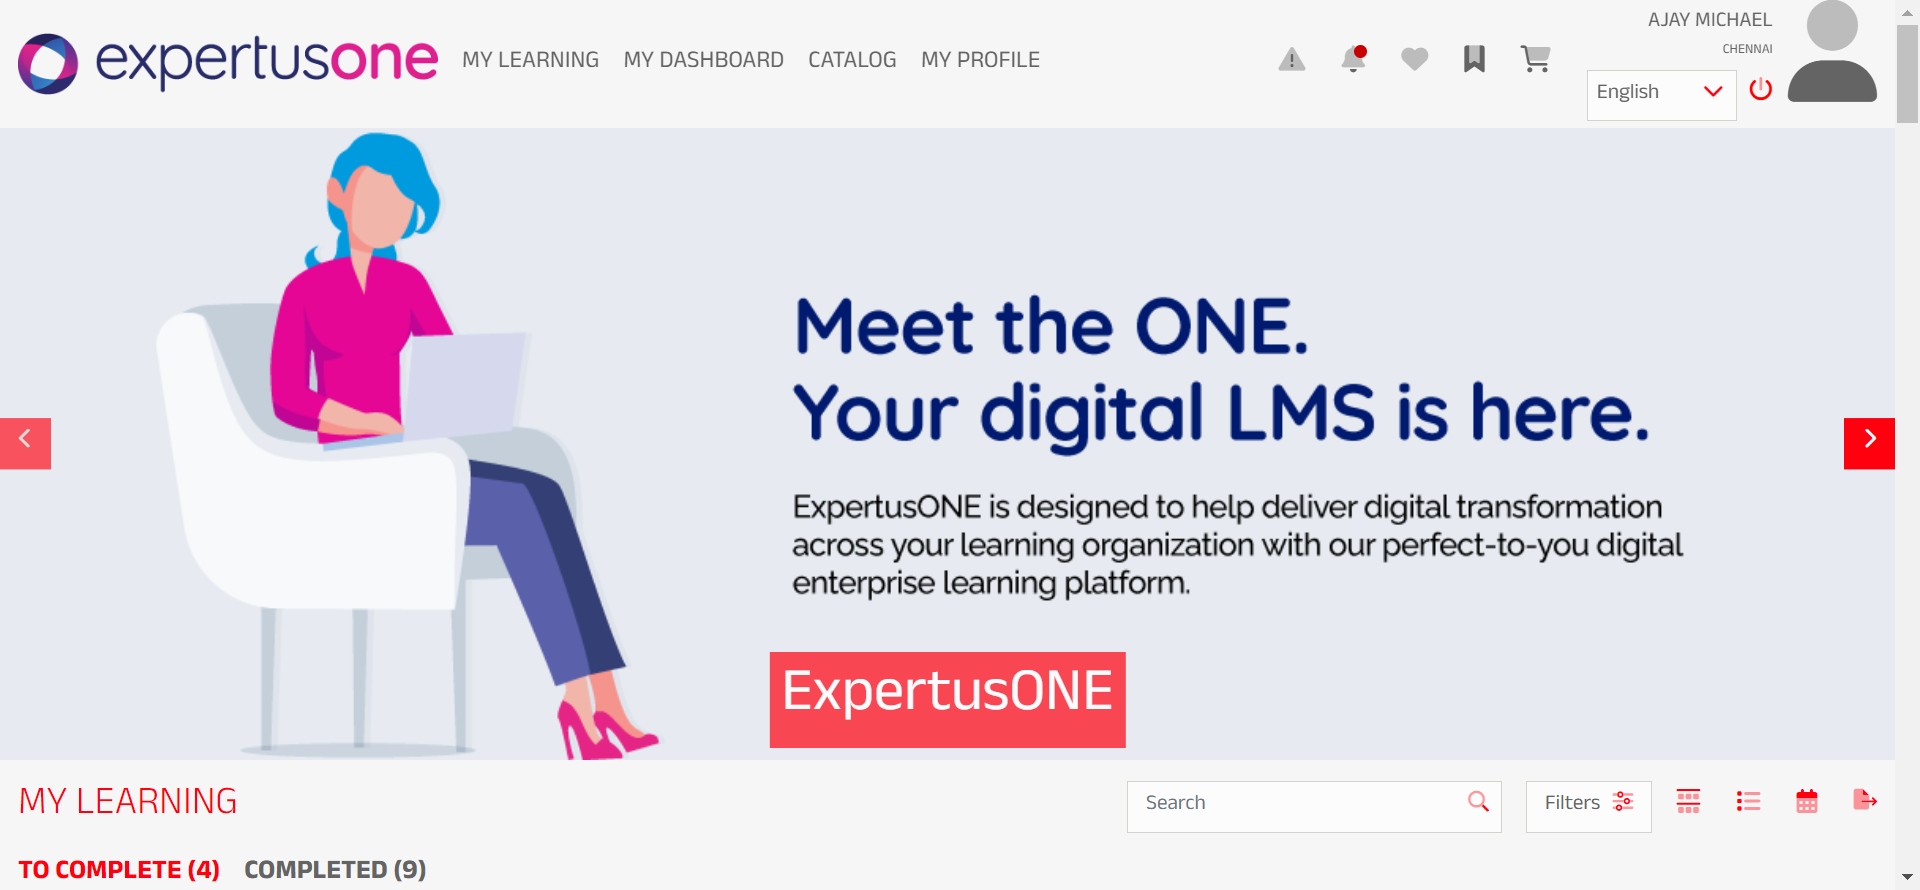 expertusone
MY LEARNING MY DASHBOARD CATALOG MY PROFILE
AJAY MICHAEL
CHENNAI
English
Meet the ONE.
Your digital LMS is here.
ExpertusONE is designed to help deliver digital transformation
across your learning organization with our perfect-to-you digital
enterprise learning platform.
ExpertusONE
MY LEARNING
Search
Filters
TO COMPLETE (4) COMPLETED (9)